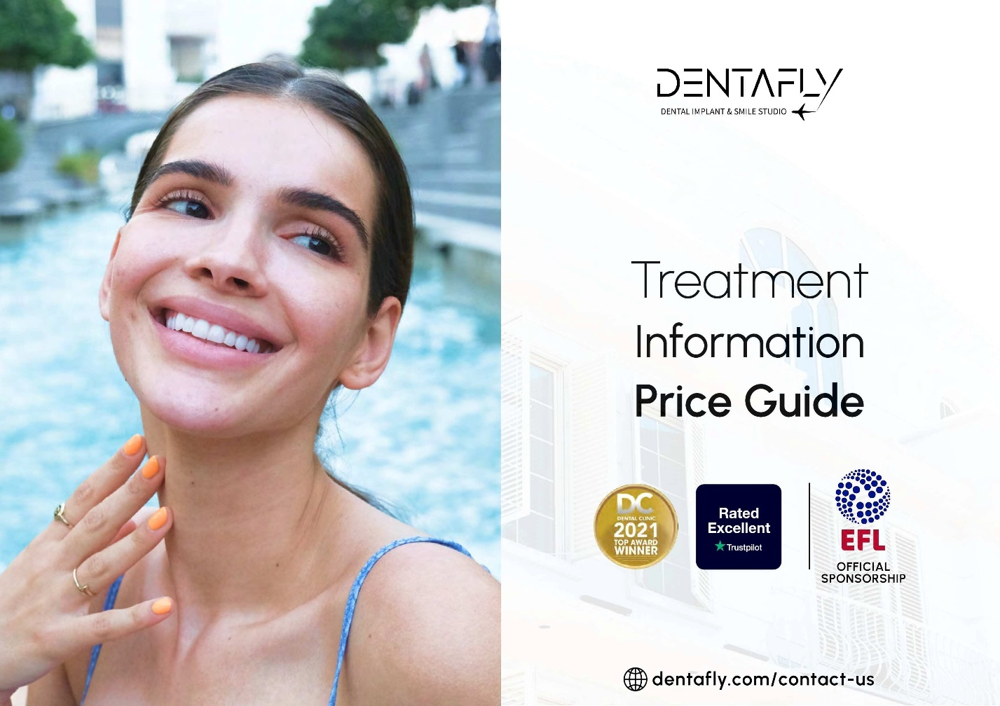 DENTAFLY
DENTAL IMPLANT & SMILE STUDIO
Treatment
Information
Price Guide
DC
DENTAL CLINIC
2021
TOP AWARD
WINNER
Rated
Excellent
Trustpilot
EFL
OFFICIAL
SPONSORSHIP
dentafly.com/contact-us